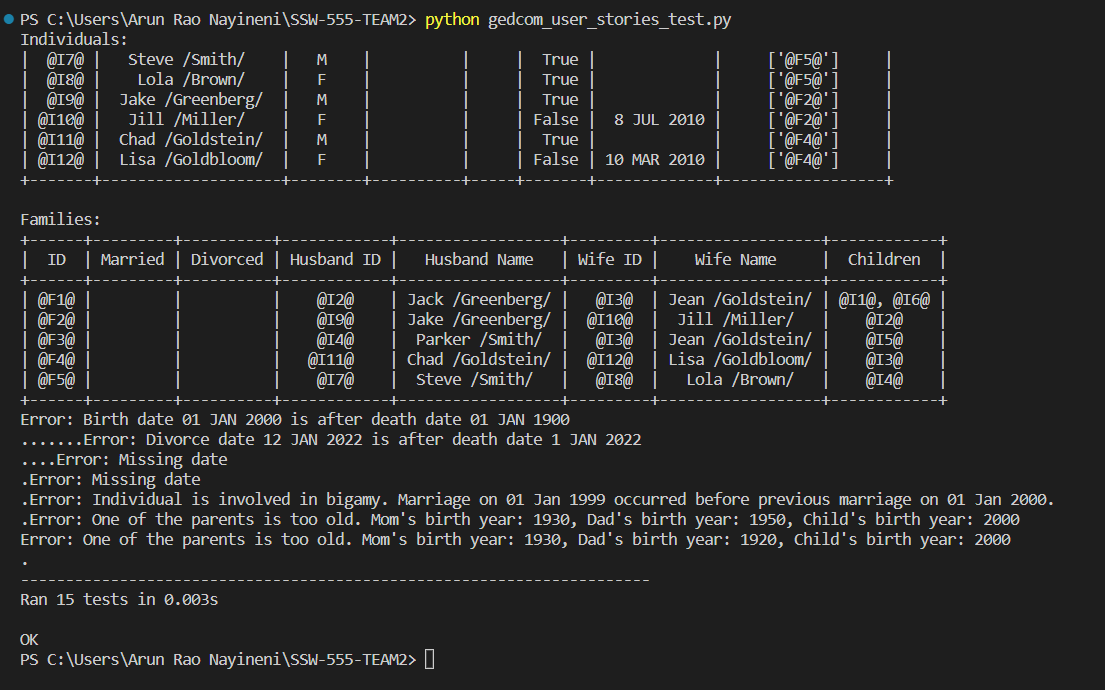 PS C:\Users\Arun Rao Nayineni\SSW-555-TEAM2> python gedcom_user_stories_test.py
Individuals:
|  @I7@ |   Steve /Smith/    |   M    |          |     |  True |             |     ['@F5@']     |
|  @I8@ |    Lola /Brown/    |   F    |          |     |  True |             |     ['@F5@']     |
|  @I9@ |  Jake /Greenberg/  |   M    |          |     |  True |             |     ['@F2@']     |
| @I10@ |   Jill /Miller/    |   F    |          |     | False |  8 JUL 2010 |     ['@F2@']     |
| @I11@ |  Chad /Goldstein/  |   M    |          |     |  True |             |     ['@F4@']     |
| @I12@ |  Lisa /Goldbloom/  |   F    |          |     | False | 10 MAR 2010 |     ['@F4@']     |
+-------+--------------------+--------+----------+-----+-------+-------------+------------------+
Families:
+------+---------+----------+------------+------------------+---------+------------------+------------+
|  ID  | Married | Divorced | Husband ID |   Husband Name   | Wife ID |    Wife Name     |  Children  |
+------+---------+----------+------------+------------------+---------+------------------+------------+
| @F1@ |         |          |    @I2@    | Jack /Greenberg/ |   @I3@  | Jean /Goldstein/ | @I1@, @I6@ |
| @F2@ |         |          |    @I9@    | Jake /Greenberg/ |  @I10@  |  Jill /Miller/   |    @I2@    |
| @F3@ |         |          |    @I4@    |  Parker /Smith/  |   @I3@  | Jean /Goldstein/ |    @I5@    |
| @F4@ |         |          |   @I11@    | Chad /Goldstein/ |  @I12@  | Lisa /Goldbloom/ |    @I3@    |
| @F5@ |         |          |    @I7@    |  Steve /Smith/   |   @I8@  |   Lola /Brown/   |    @I4@    |
+------+---------+----------+------------+------------------+---------+------------------+------------+
Error: Birth date 01 JAN 2000 is after death date 01 JAN 1900
.......Error: Divorce date 12 JAN 2022 is after death date 1 JAN 2022
....Error: Missing date
.Error: Missing date
.Error: Individual is involved in bigamy. Marriage on 01 Jan 1999 occurred before previous marriage on 01 Jan 2000.
.Error: One of the parents is too old. Mom's birth year: 1930, Dad's birth year: 1950, Child's birth year: 2000
Error: One of the parents is too old. Mom's birth year: 1930, Dad's birth year: 1920, Child's birth year: 2000
.
----------------------------------------------------------------------
Ran 15 tests in 0.003s
OK
PS C:\Users\Arun Rao Nayineni\SSW-555-TEAM2>